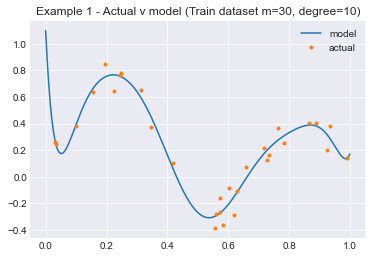 Example 1 - Actual v model (Train dataset m=30, degree=10)
model
actual
1.0
0.8
0.6
0.4
0.2
0.0
−0.2
−0.4
0.0 0.2 0.4 0.6 0.8 1.0